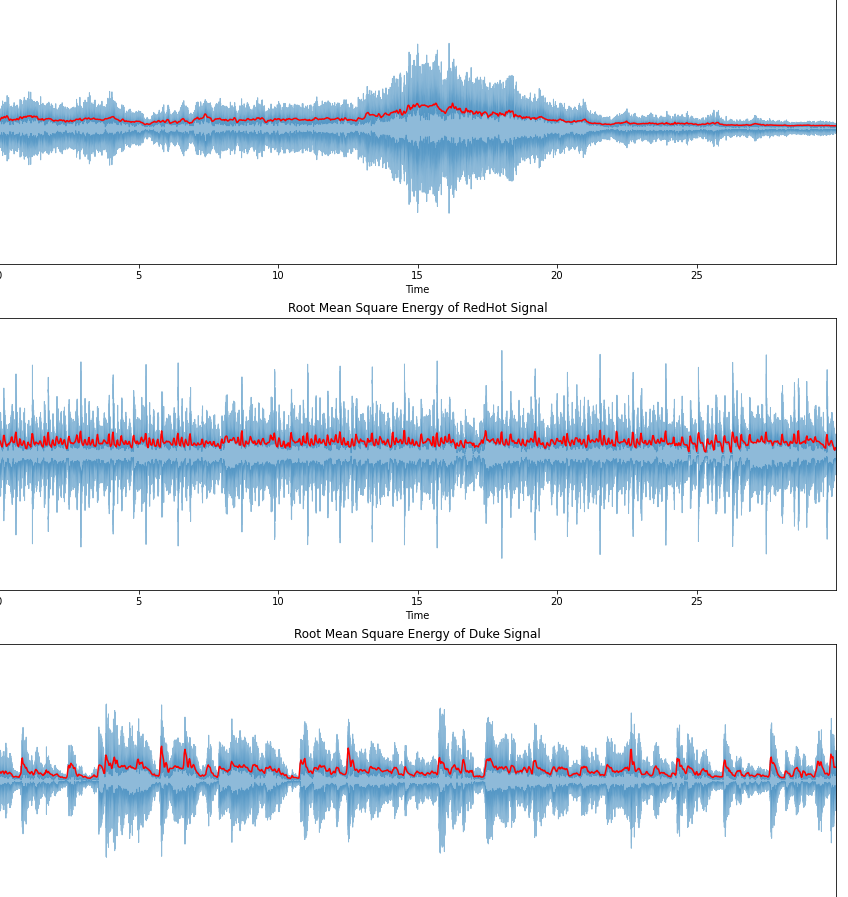 0 5 10 15 20 25
Time
Root Mean Square Energy of RedHot Signal
0 5 10 15 20 25
Time
Root Mean Square Energy of Duke Signal